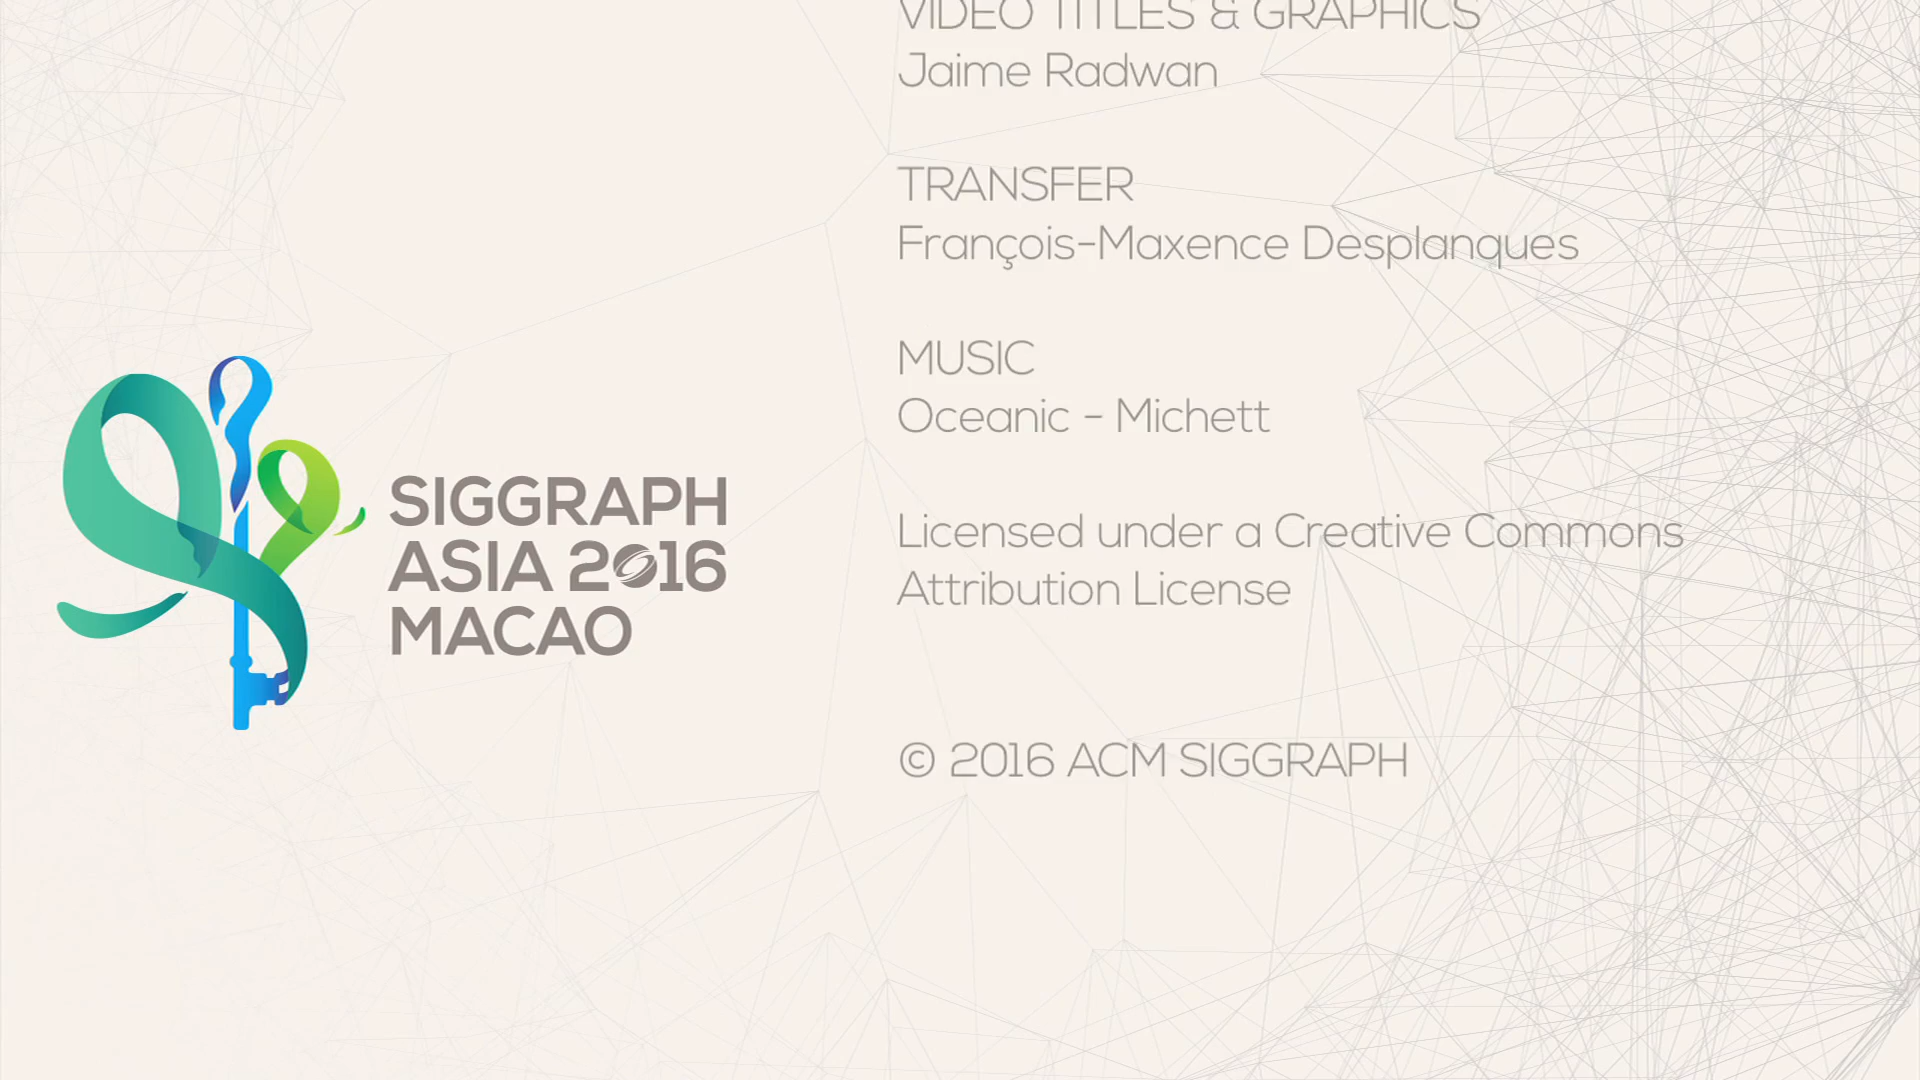 VIDEO TITLES & GRAPHICS
Jaime Radwan
TRANSFER
François-Maxence Desplanques
MUSIC
Oceanic - Michett
Licensed under a Creative Commons
Attribution License
© 2016 ACM SIGGRAPH
SIGGRAPH
ASIA 2016
MACAO